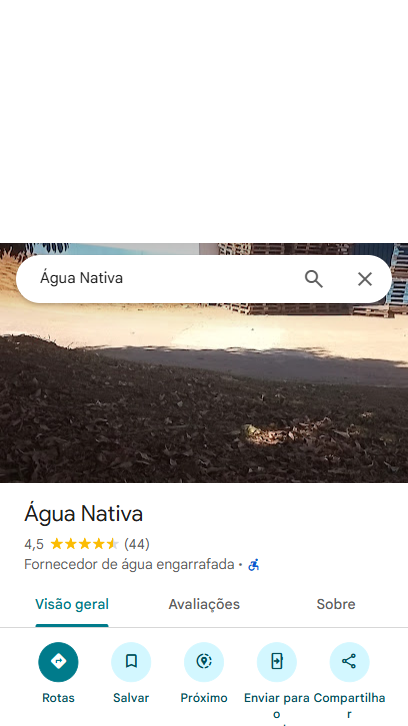 Água Nativa
Água Nativa
4,5 (44)
Fornecedor de água engarrafada ·
Visão geral Avaliações Sobre
Rotas Salvar Próximo Enviar para Compartilha
o r